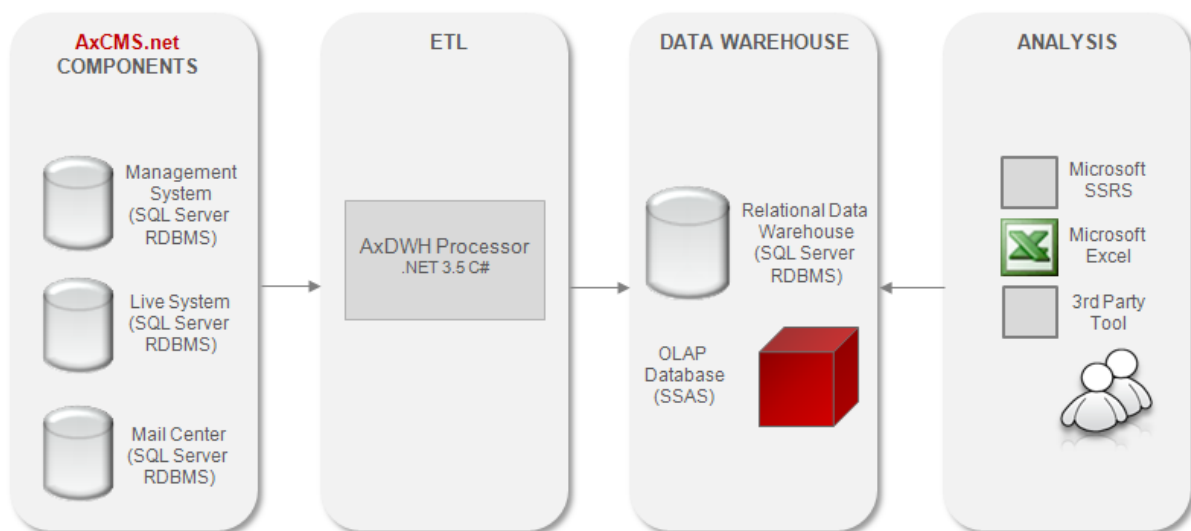 AxCMS.net
COMPONENTS
Management
System
(SQL Server
RDBMS)
Live System
(SQL Server
RDBMS)
Mail Center
(SQL Server
RDBMS)
ETL
AxDWH Processor
.NET 3.5 C#
DATA WAREHOUSE
Relational Data
Warehouse
(SQL Server
RDBMS)
OLAP
Database
(SSAS)
ANALYSIS
Microsoft
SSRS
Microsoft
Excel
3rd Party
Tool